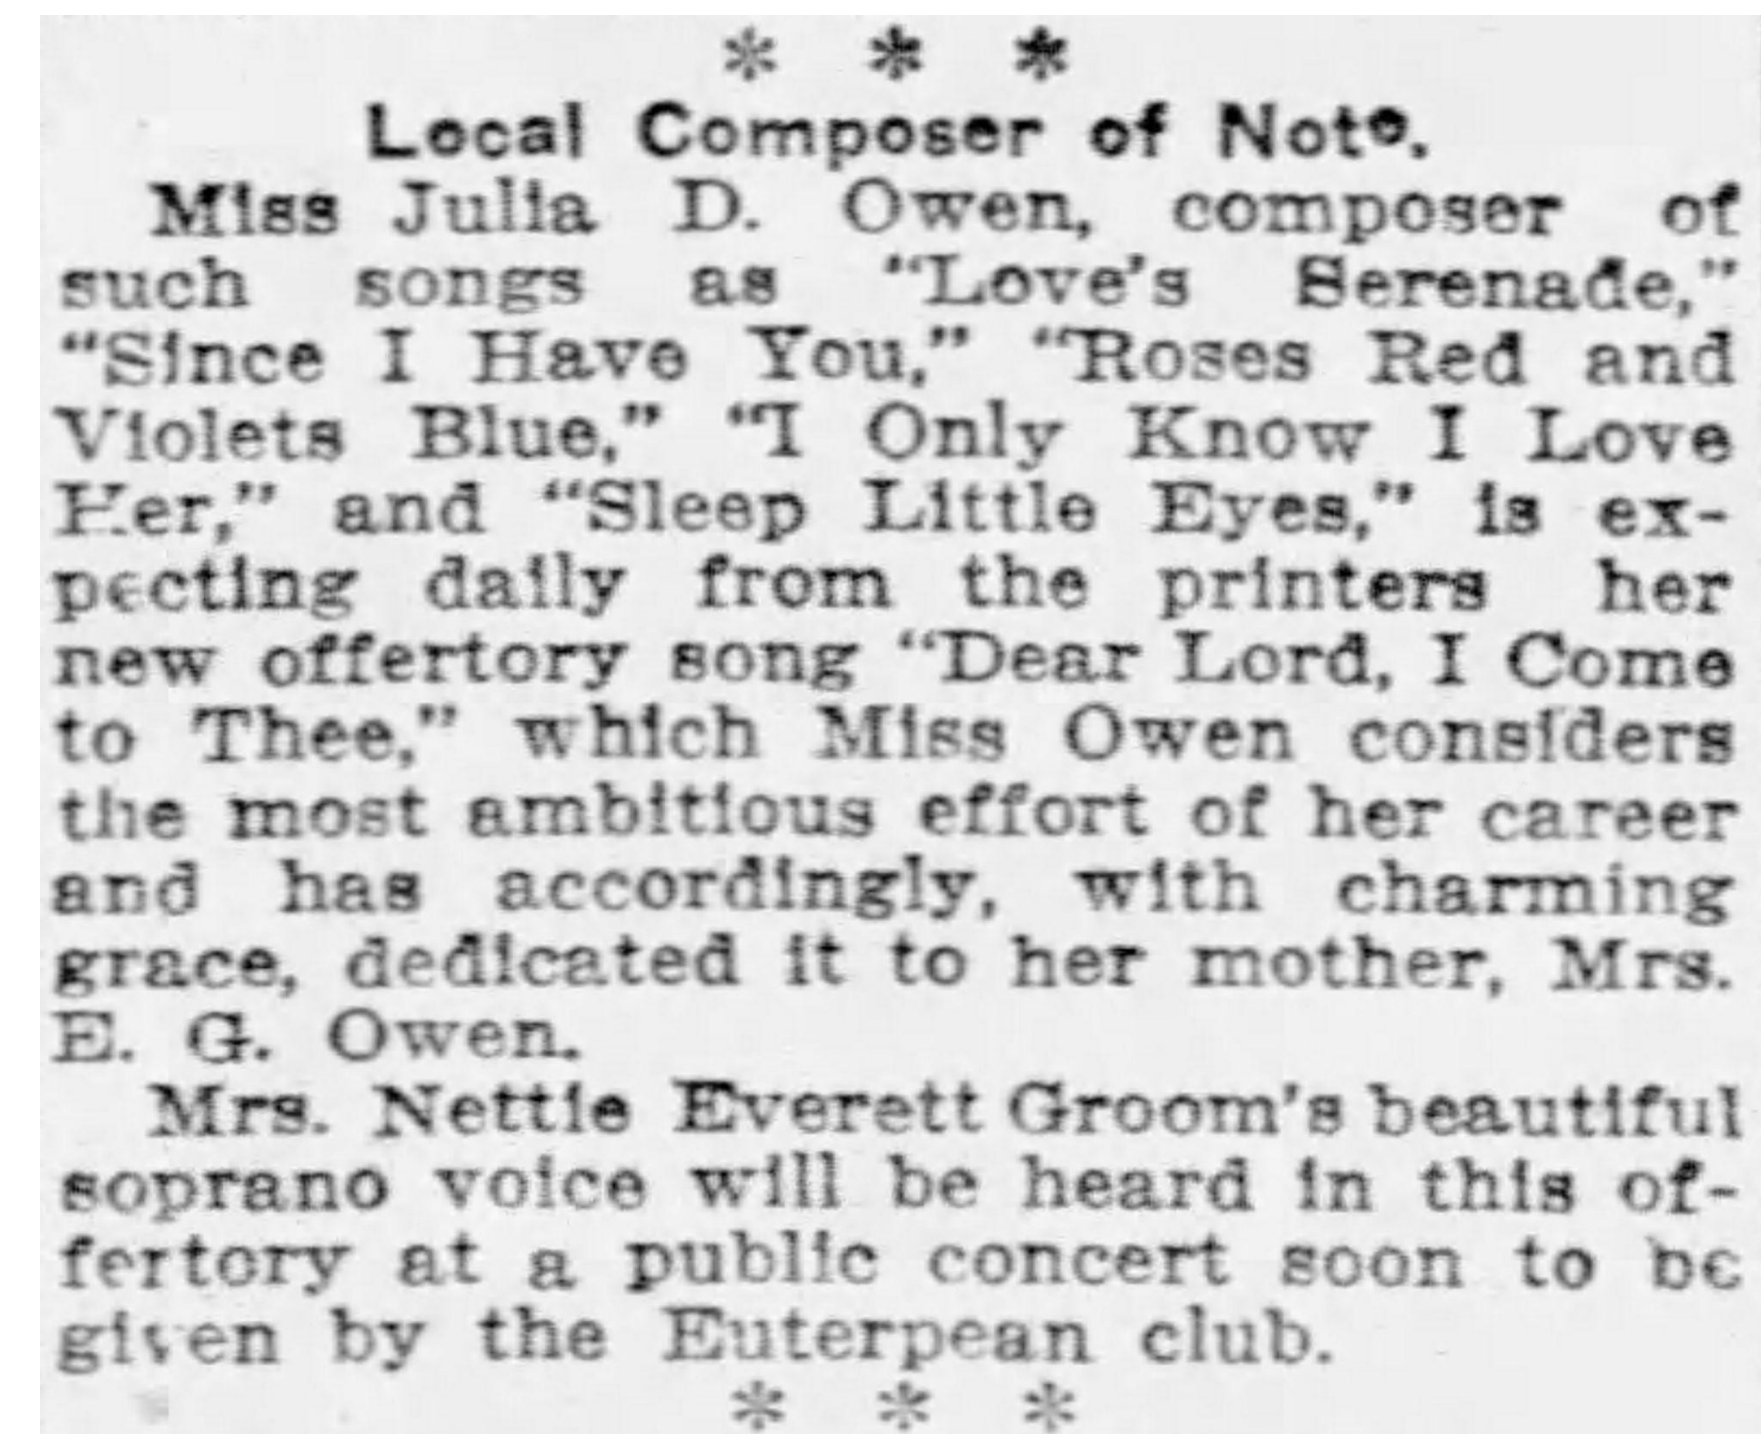 * * *
Local Composer of Note.
Miss Julia D. Owen, composer of
such songs as "Love's Serenade,"
"Since I Have You," "Roses Red and
Violets Blue," "I Only Know I Love
Her," and "Sleep Little Eyes," is ex-
pecting daily from the printers her
new offertory song "Dear Lord, I Come
to Thee," which Miss Owen considers
the most ambitious effort of her career
and has accordingly, with charming
grace, dedicated it to her mother, Mrs.
E. G. Owen.
Mrs. Nettie Everett Groom's beautiful
soprano voice will be heard in this of-
fertory at a public concert soon to be
given by the Euterpean club.
* * *